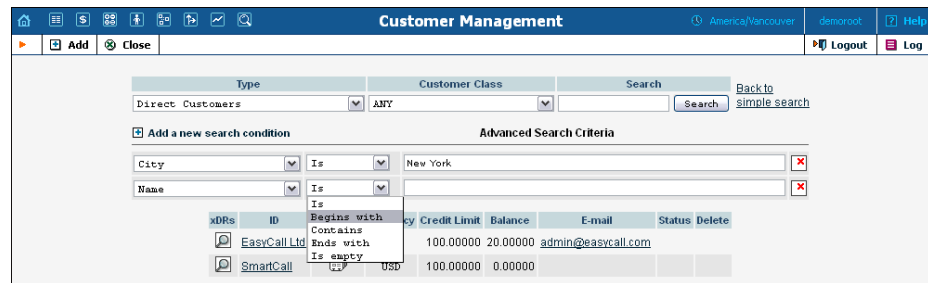 Customer Management America/Vancouver demoroot Help
Add Close Logout Log
Type Customer Class Search
Direct Customers ANY Search
Back to
simple search
Add a new search condition Advanced Search Criteria
City Is New York
Name Is
Is
Begins with
Contains
Ends with
Is empty
xDRs ID cy Credit Limit Balance E-mail Status Delete
EasyCall Ltd 100.00000 20.00000 admin@easycall.com
SmartCall USD 100.00000 0.00000